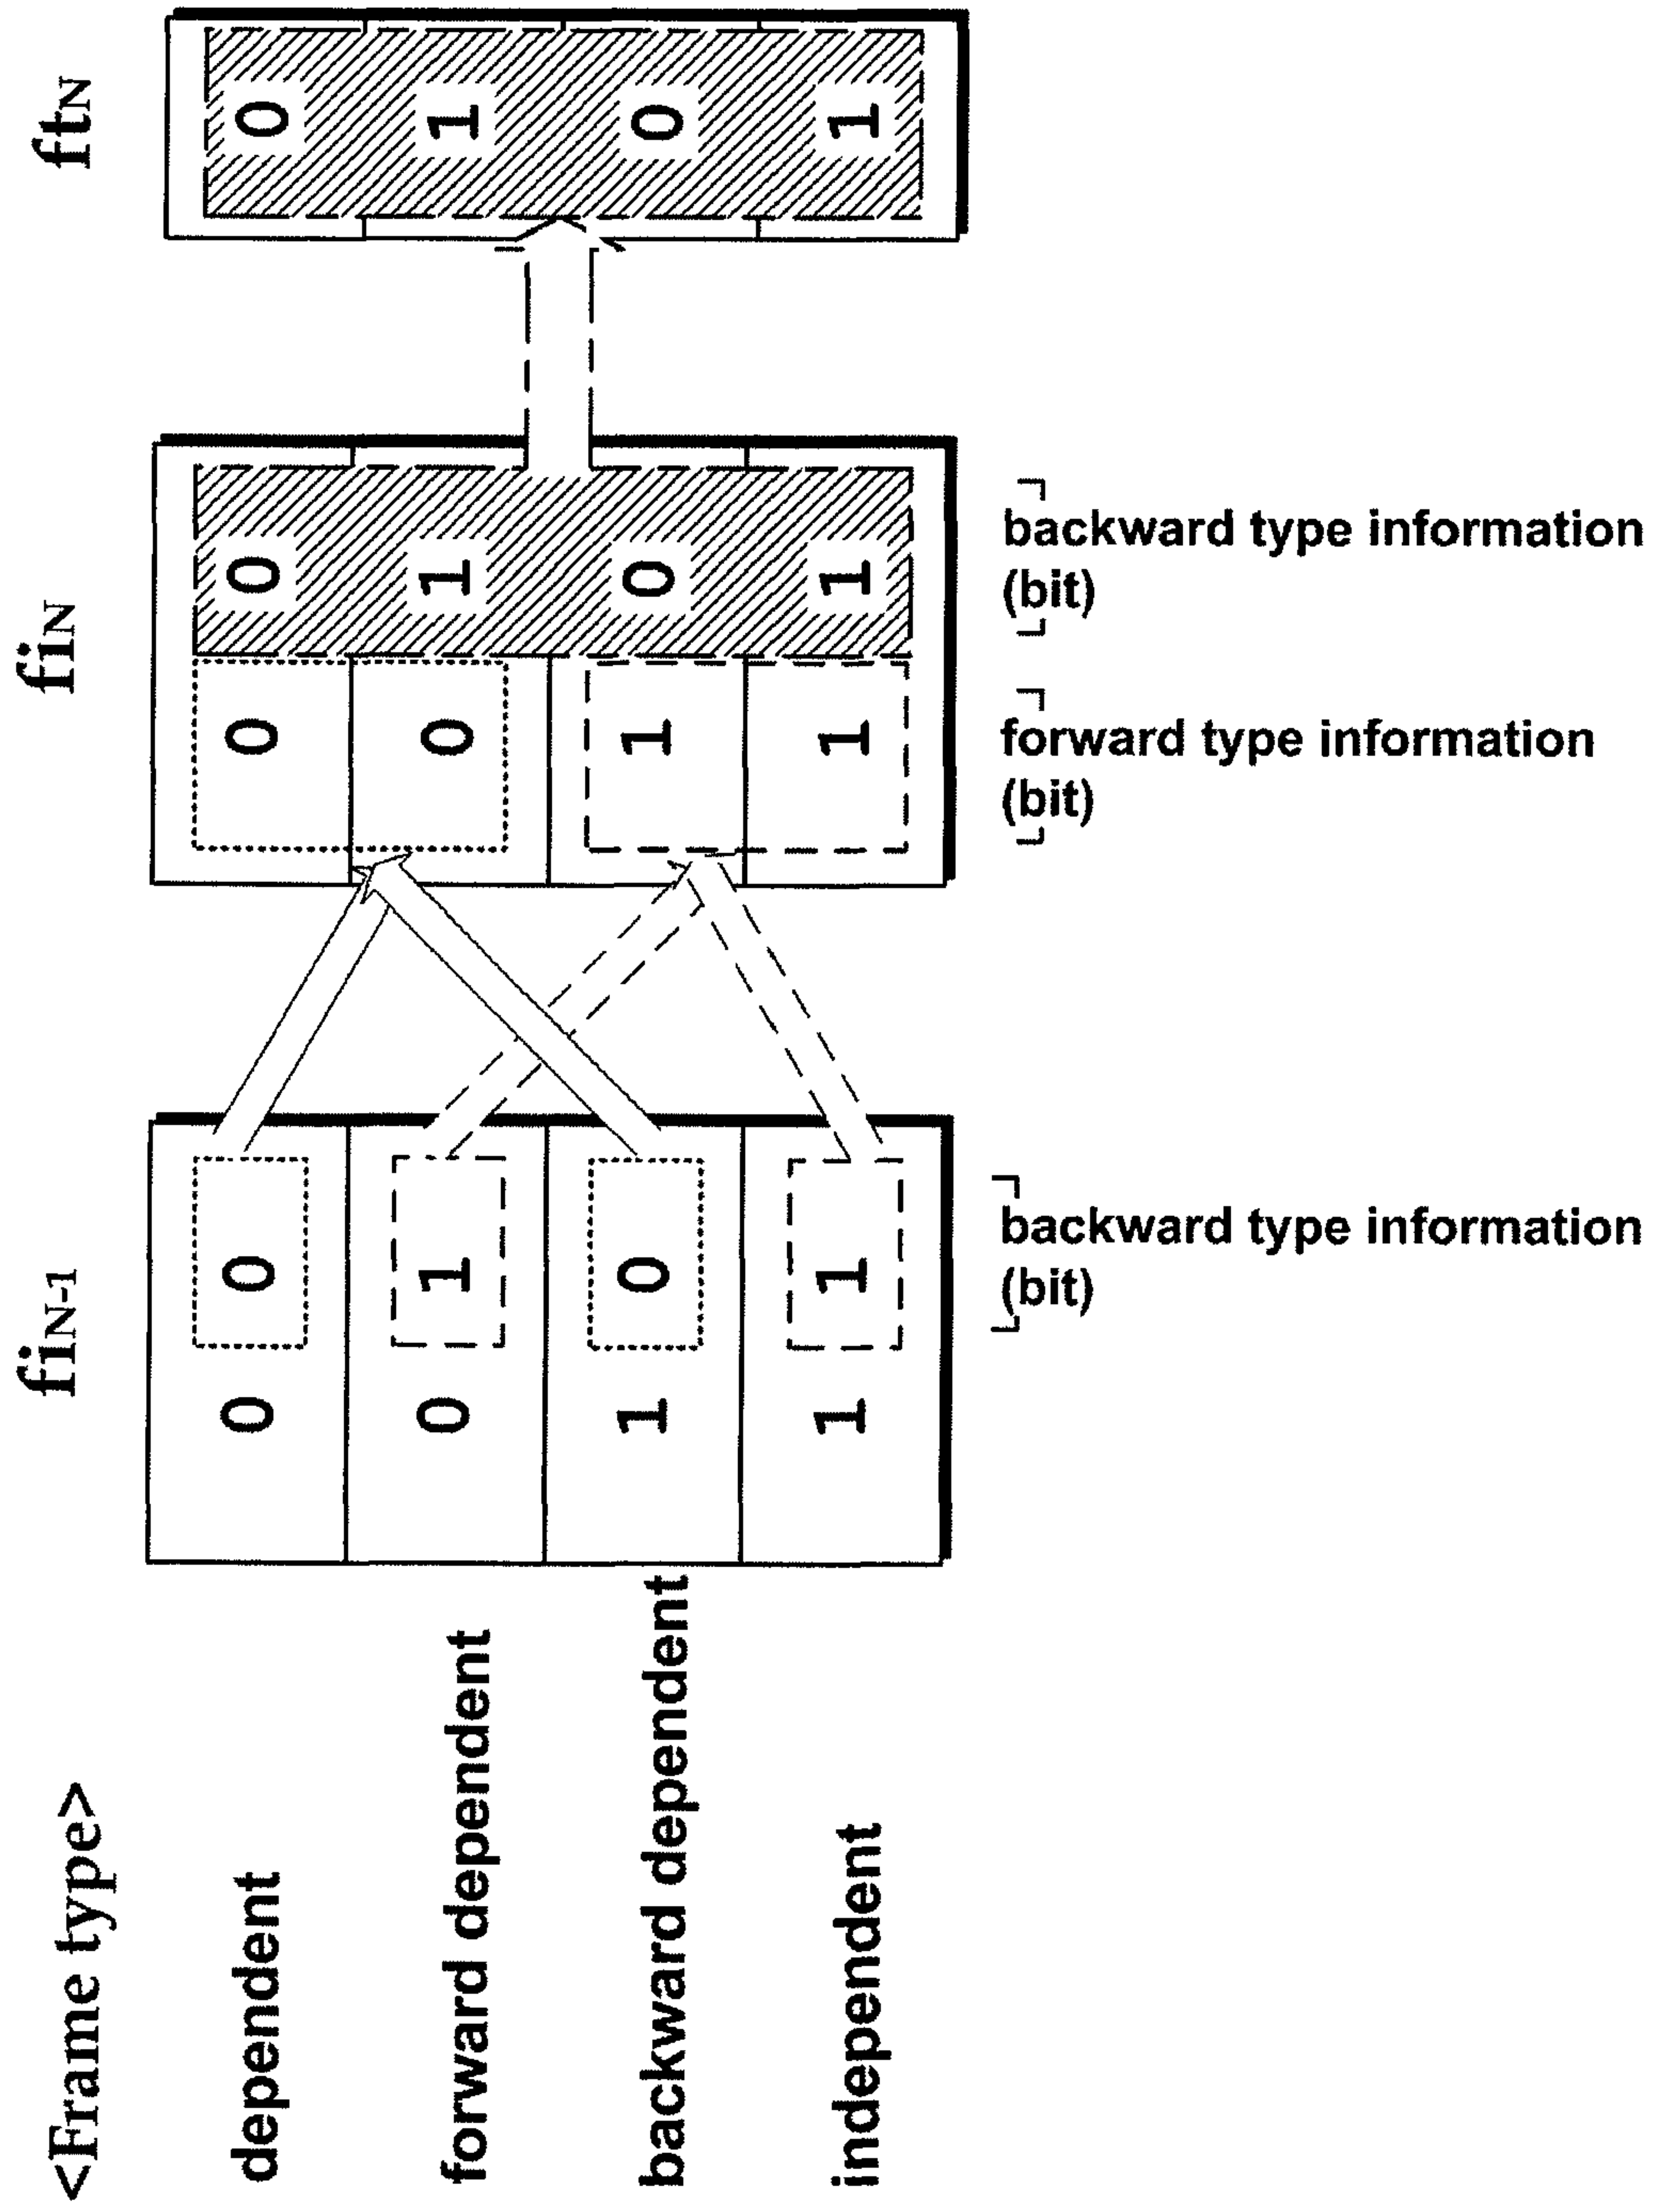 <Frame type> fiN-1 fiN ftN
dependent 0 0 0 0 0
forward dependent 0 1 0 1 1
backward dependent 1 0 1 0 0
independent 1 1 1 1 1
backward type information
(bit)
forward type information
(bit)
backward type information
(bit)